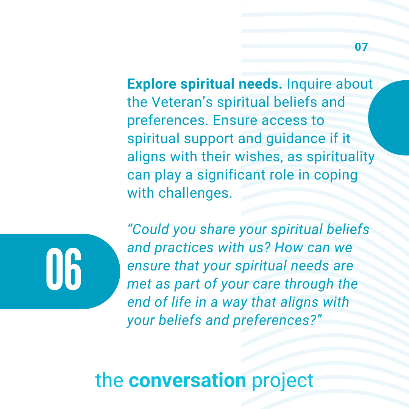 07
Explore spiritual needs. Inquire about
the Veteran's spiritual beliefs and
preferences. Ensure access to
spiritual support and guidance if it
aligns with their wishes, as spirituality
can play a significant role in coping
with challenges.
"Could you share your spiritual beliefs
and practices with us? How can we
ensure that your spiritual needs are
met as part of your care through the
end of life in a way that aligns with
your beliefs and preferences?"
06
the conversation project